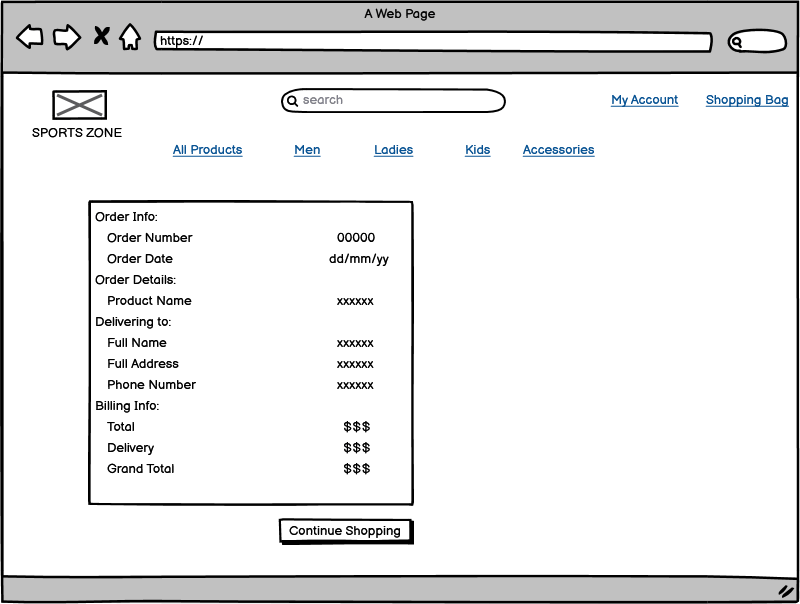 A Web Page
https://
search
My Account Shopping Bag
SPORTS ZONE
All Products Men Ladies Kids Accessories
Order Info:
Order Number 00000
Order Date dd/mm/yy
Order Details:
Product Name xxxxxx
Delivering to:
Full Name xxxxxx
Full Address xxxxxx
Phone Number xxxxxx
Billing Info:
Total $$$
Delivery $$$
Grand Total $$$
Continue Shopping